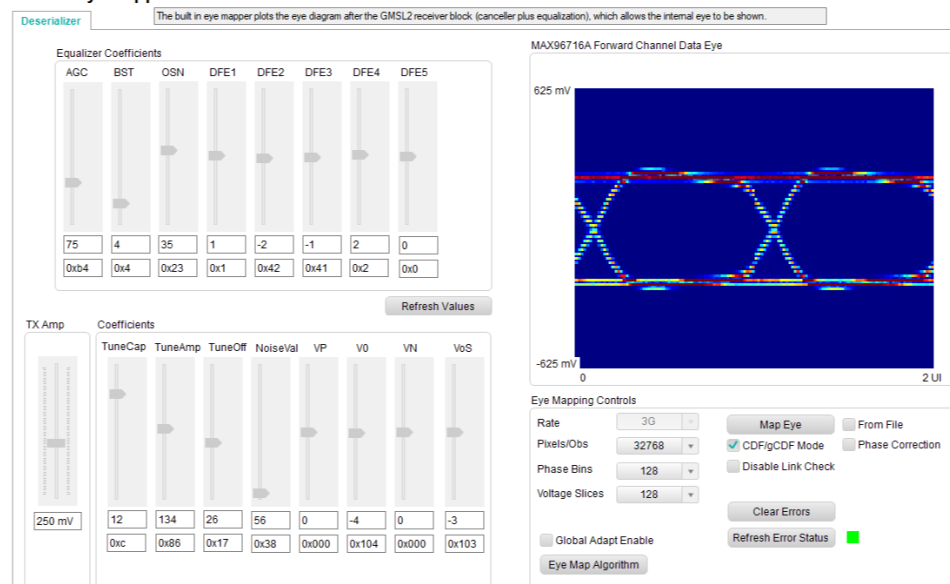 The built in eye mapper plots the eye diagram after the GMSL2 receiver block (canceller plus equalization), which allows the internal eye to be shown.
Deserializer
Equalizer Coefficients
AGC BST OSN DFE1 DFE2 DFE3 DFE4 DFE5
75 4 35 1 -2 -1 2 0
0xb4 0x4 0x23 0x1 0x42 0x41 0x2 0x0
Refresh Values
TX Amp
250 mV
Coefficients
TuneCap TuneAmp TuneOff NoiseVal VP V0 VN VoS
12 134 26 56 0 -4 0 -3
0xc 0x86 0x17 0x38 0x000 0x104 0x000 0x103
MAX96716A Forward Channel Data Eye
625 mV
-625 mV
0 2 UI
Eye Mapping Controls
Rate 3G Map Eye From File
Pixels/Obs 32768 CDF/gCDF Mode Phase Correction
Phase Bins 128 Disable Link Check
Voltage Slices 128
Clear Errors
Global Adapt Enable Refresh Error Status
Eye Map Algorithm